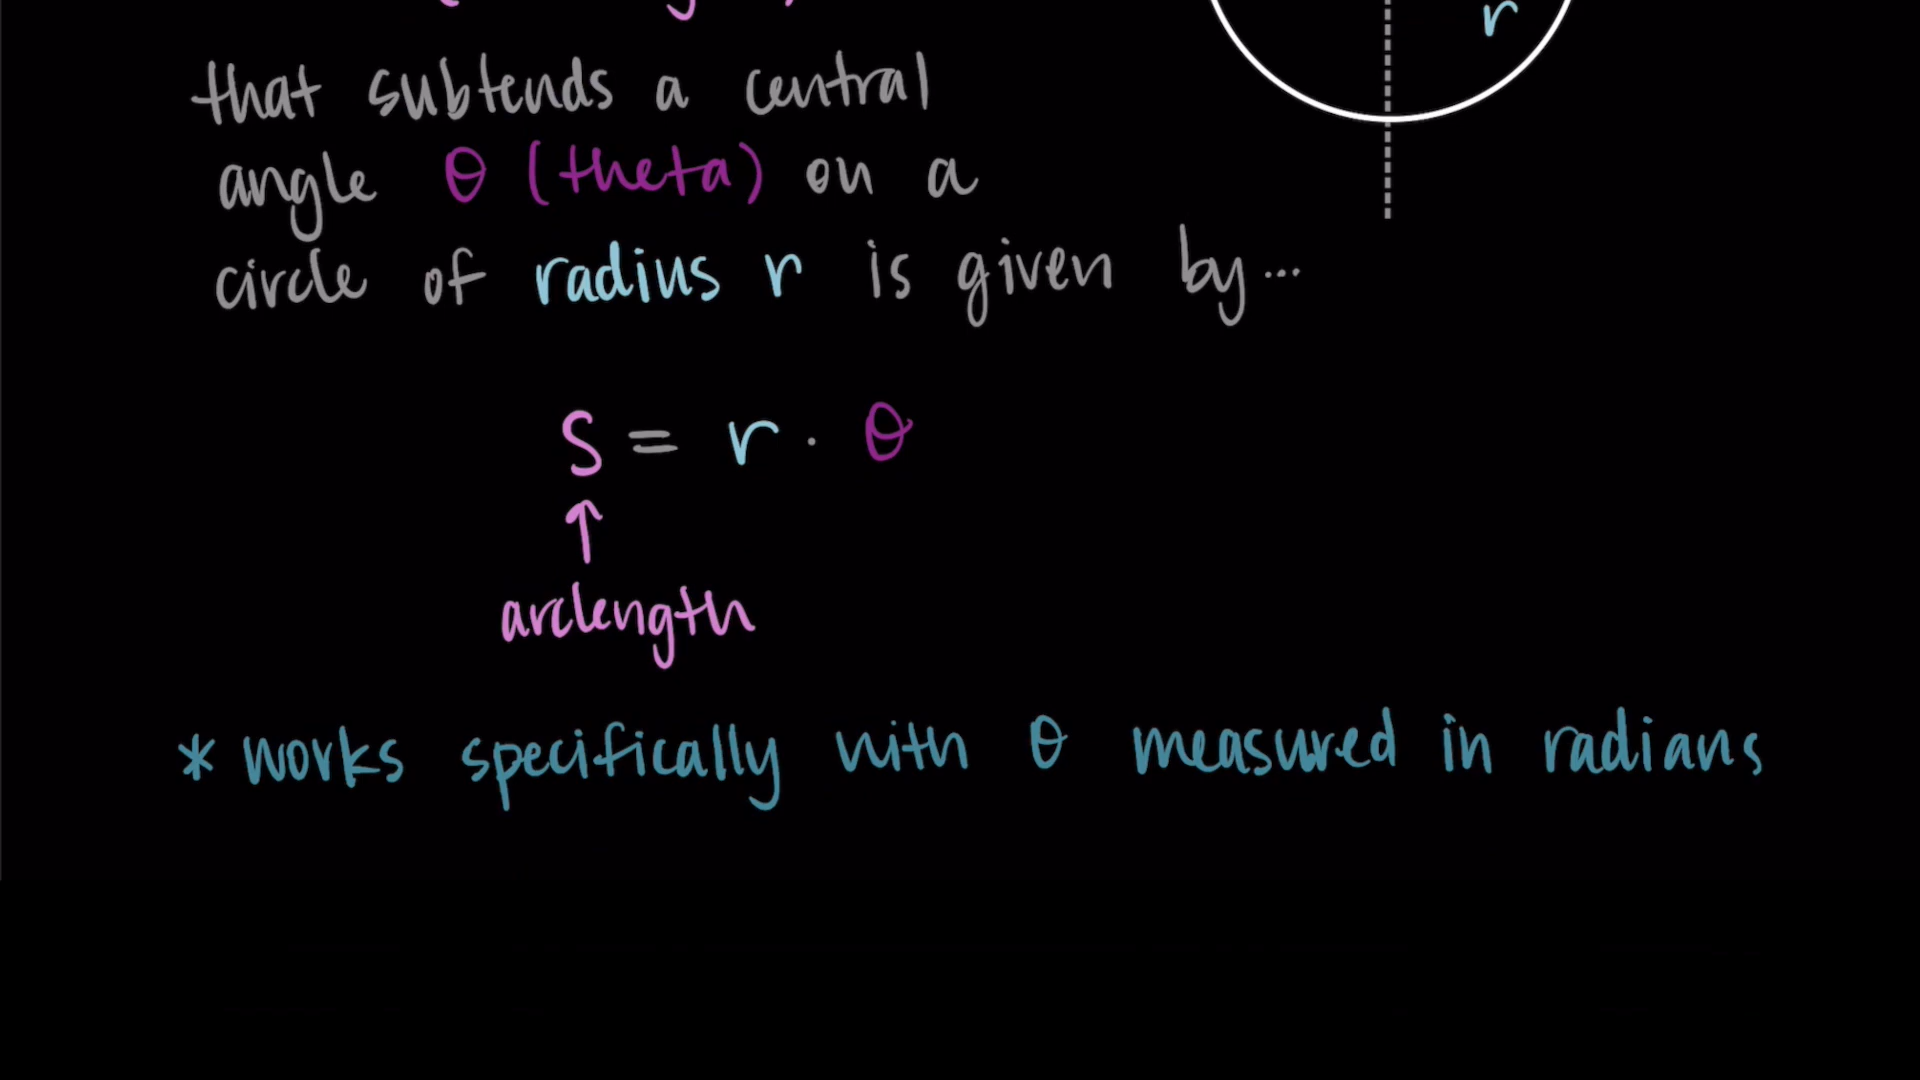 r
that subtends a central
angle θ (theta) on a
circle of radius r is given by...
s = r · θ
↑
arclength
* works specifically with θ measured in radians